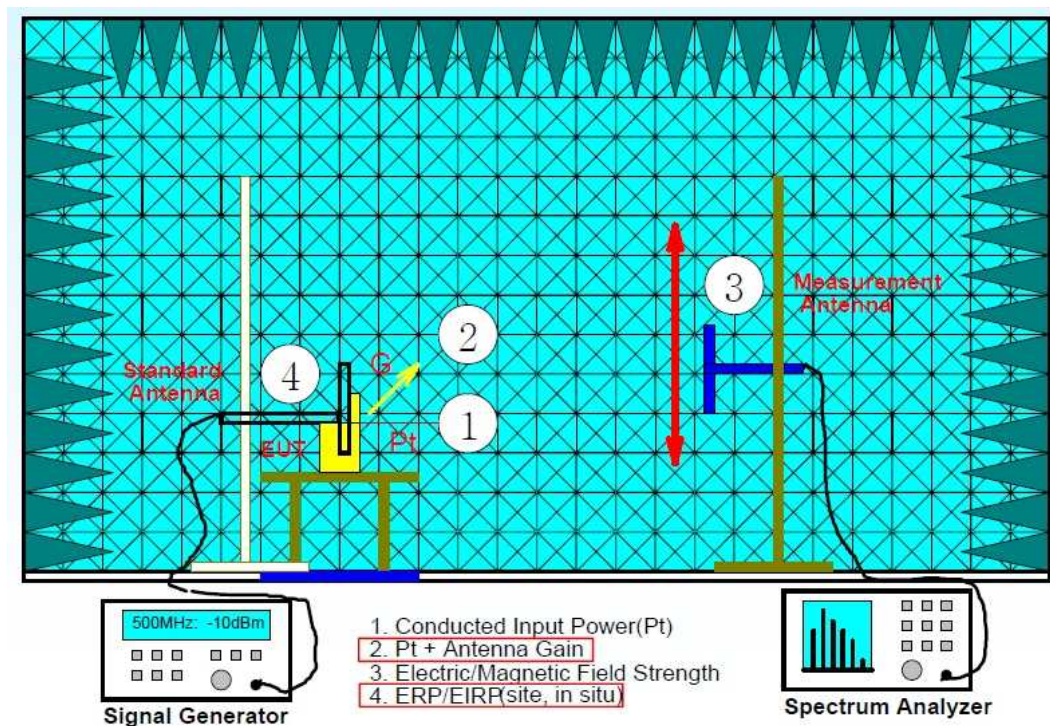 3
Measurement
Antenna
2
G
4
Standard
Antenna
1
Pt
EUT
500MHz: -10dBm
1. Conducted Input Power(Pt)
2. Pt + Antenna Gain
3. Electric/Magnetic Field Strength
4. ERP/EIRP(site, in situ)
Signal Generator
Spectrum Analyzer